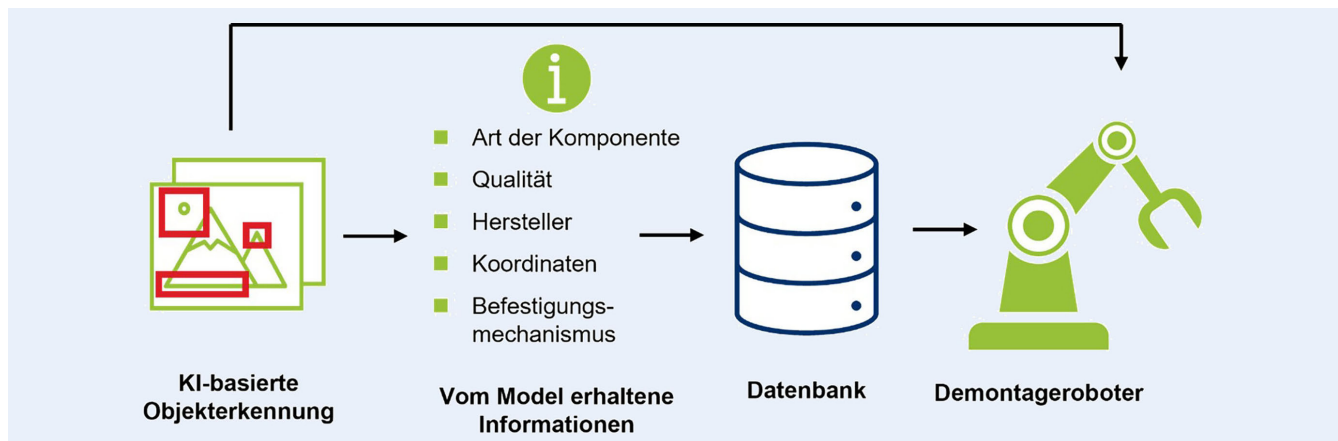 Art der Komponente
Qualität
Hersteller
Koordinaten
Befestigungs-
mechanismus
KI-basierte
Objekterkennung
Vom Model erhaltene
Informationen
Datenbank
Demontageroboter